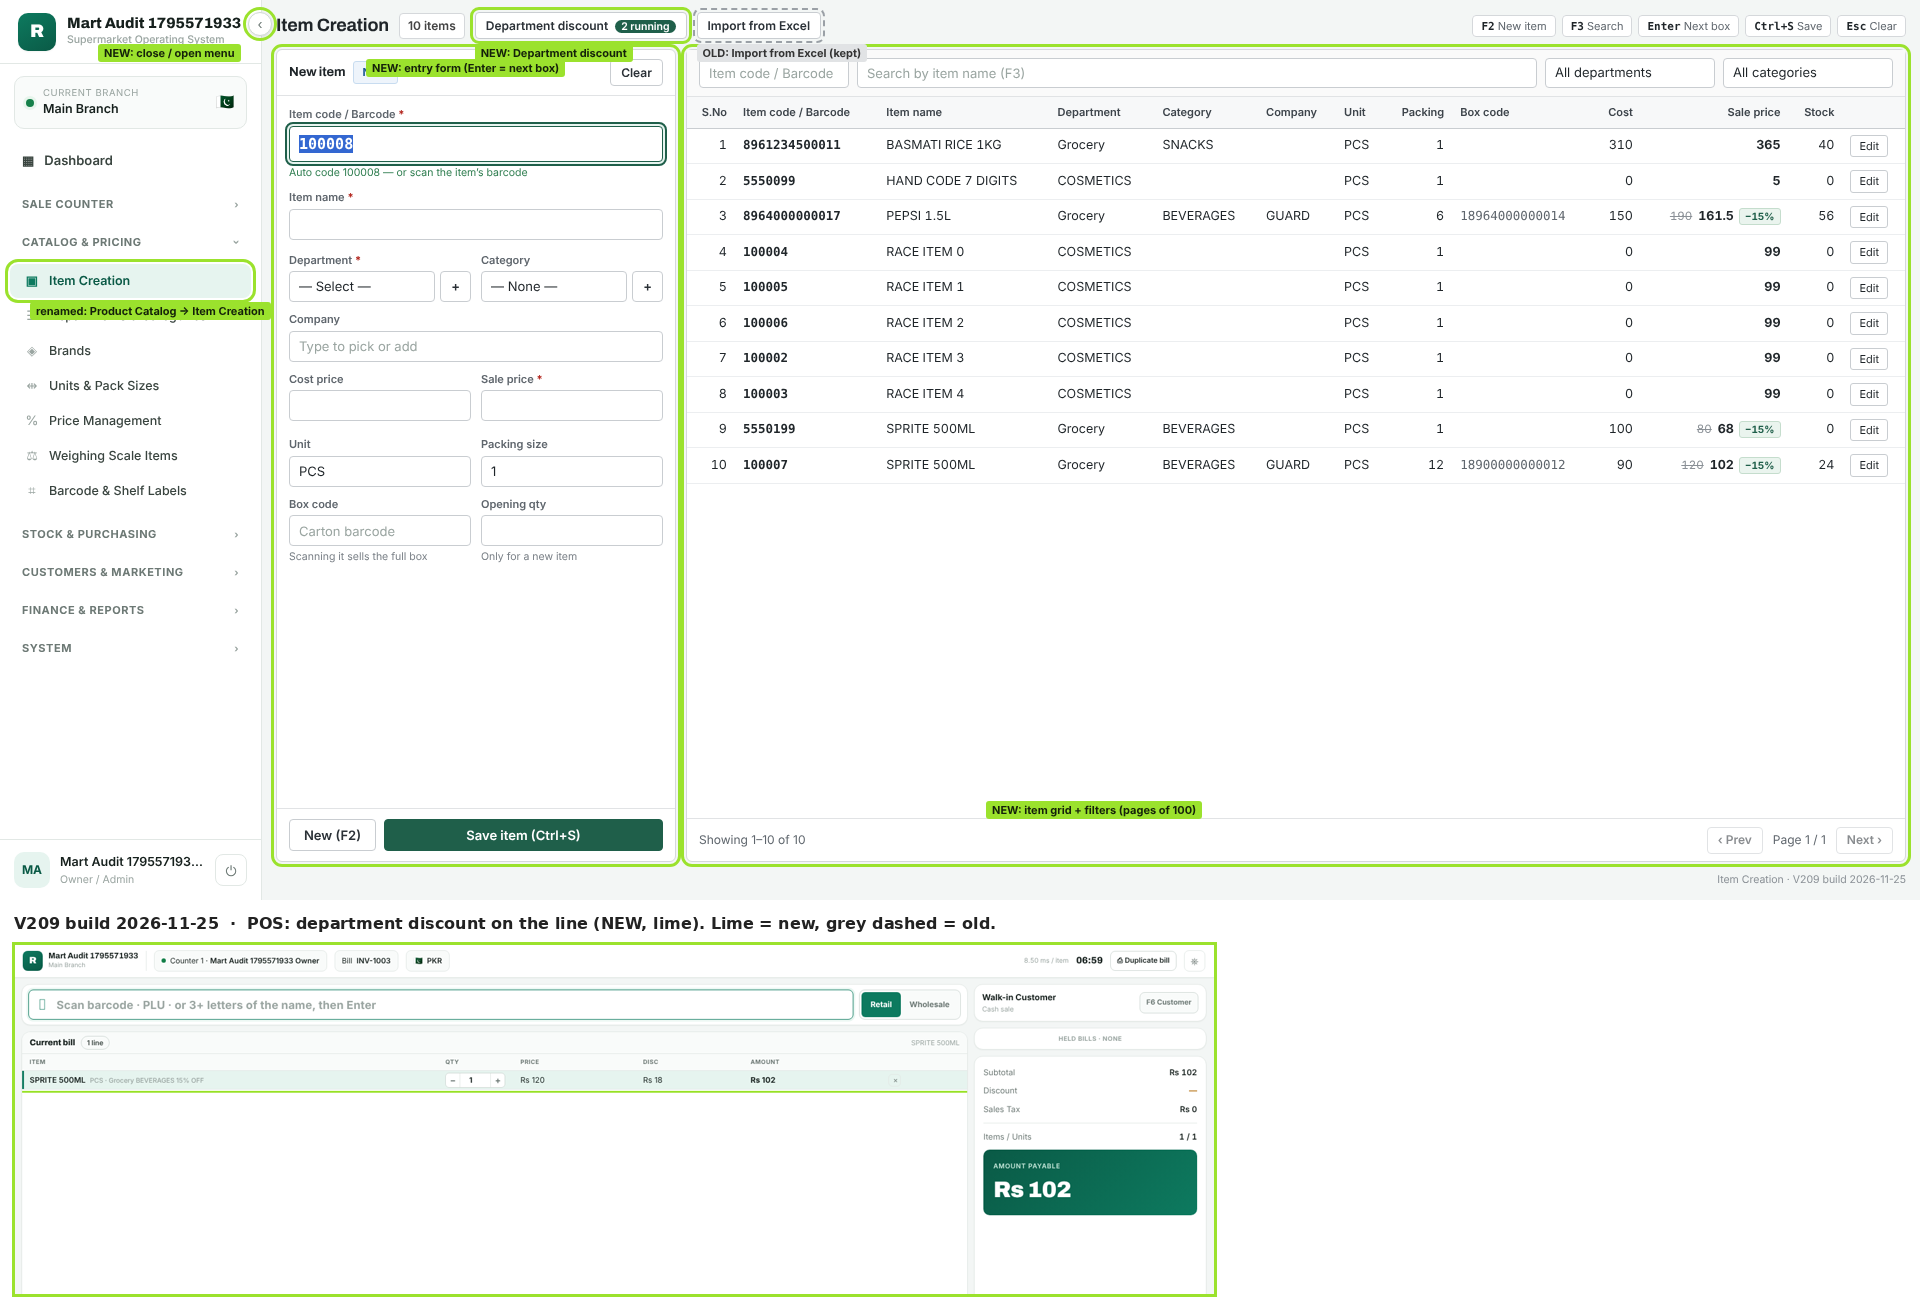 R
Mart Audit 1795571933
Supermarket Operating System
NEW: close / open menu
‹
Item Creation
10 items
Department discount 2 running
Import from Excel
NEW: Department discount
OLD: Import from Excel (kept)
F2 New item
F3 Search
Enter Next box
Ctrl+S Save
Esc Clear
CURRENT BRANCH
Main Branch
Dashboard
SALE COUNTER
CATALOG & PRICING
Item Creation
renamed: Product Catalog → Item Creation
Brands
Units & Pack Sizes
Price Management
Weighing Scale Items
Barcode & Shelf Labels
STOCK & PURCHASING
CUSTOMERS & MARKETING
FINANCE & REPORTS
SYSTEM
MA
Mart Audit 179557193...
Owner / Admin
New item
NEW: entry form (Enter = next box)
Clear
Item code / Barcode *
100008
Auto code 100008 — or scan the item's barcode
Item name *
Department *
Category
— Select —
+
— None —
+
Company
Type to pick or add
Cost price
Sale price *
Unit
Packing size
PCS
1
Box code
Opening qty
Carton barcode
Scanning it sells the full box
Only for a new item
New (F2)
Save item (Ctrl+S)
Item code / Barcode
Search by item name (F3)
All departments
All categories
S.No Item code / Barcode Item name Department Category Company Unit Packing Box code Cost Sale price Stock
1 8961234500011 BASMATI RICE 1KG Grocery SNACKS PCS 1 310 365 40 Edit
2 5550099 HAND CODE 7 DIGITS COSMETICS PCS 1 0 5 0 Edit
3 8964000000017 PEPSI 1.5L Grocery BEVERAGES GUARD PCS 6 18964000000014 150 190 161.5 −15% 56 Edit
4 100004 RACE ITEM 0 COSMETICS PCS 1 0 99 0 Edit
5 100005 RACE ITEM 1 COSMETICS PCS 1 0 99 0 Edit
6 100006 RACE ITEM 2 COSMETICS PCS 1 0 99 0 Edit
7 100002 RACE ITEM 3 COSMETICS PCS 1 0 99 0 Edit
8 100003 RACE ITEM 4 COSMETICS PCS 1 0 99 0 Edit
9 5550199 SPRITE 500ML Grocery BEVERAGES PCS 1 100 80 68 −15% 0 Edit
10 100007 SPRITE 500ML Grocery BEVERAGES GUARD PCS 12 18900000000012 90 120 102 −15% 24 Edit
NEW: item grid + filters (pages of 100)
Showing 1–10 of 10
‹ Prev
Page 1 / 1
Next ›
Item Creation · V209 build 2026-11-25
V209 build 2026-11-25 · POS: department discount on the line (NEW, lime). Lime = new, grey dashed = old.
R
Mart Audit 1795571933
Main Branch
Counter 1 · Mart Audit 1795571933 Owner
Bill INV-1003
PKR
8.50 ms / item
06:59
Duplicate bill
Scan barcode · PLU · or 3+ letters of the name, then Enter
Retail
Wholesale
Walk-in Customer
Cash sale
F6 Customer
HELD BILLS · NONE
Current bill 1 line
SPRITE 500ML
ITEM QTY PRICE DISC AMOUNT
SPRITE 500ML PCS · Grocery BEVERAGES 15% OFF − 1 + Rs 120 Rs 18 Rs 102 ×
Subtotal Rs 102
Discount —
Sales Tax Rs 0
Items / Units 1 / 1
AMOUNT PAYABLE
Rs 102